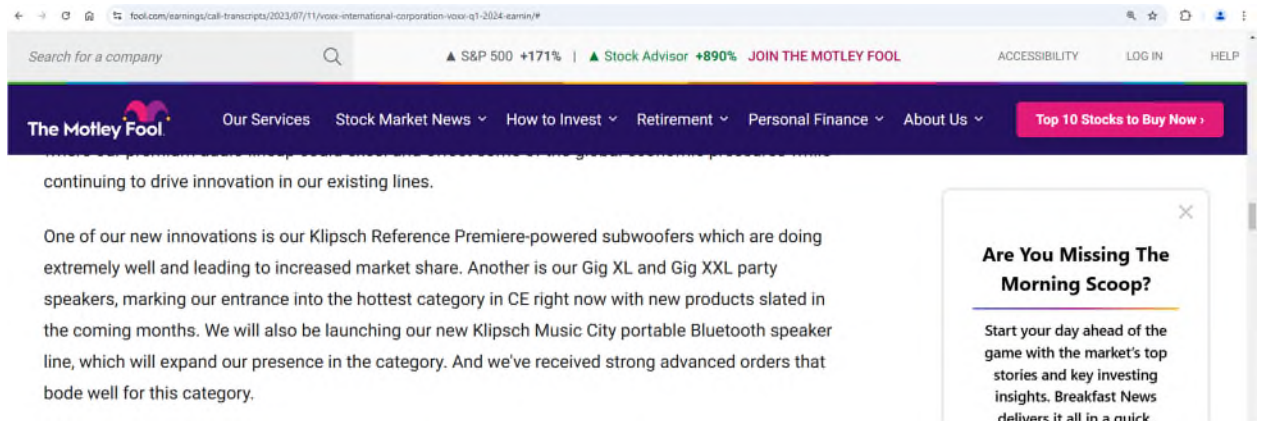 fool.com/earnings/call-transcripts/2023/07/11/voxx-international-corporation-voxx-q1-2024-earnin/#
Search for a company
▲ S&P 500 +171% | ▲ Stock Advisor +890% JOIN THE MOTLEY FOOL
ACCESSIBILITY LOG IN HELP
The Motley Fool.
Our Services Stock Market News How to Invest Retirement Personal Finance About Us
Top 10 Stocks to Buy Now ›
continuing to drive innovation in our existing lines.
One of our new innovations is our Klipsch Reference Premiere-powered subwoofers which are doing
extremely well and leading to increased market share. Another is our Gig XL and Gig XXL party
speakers, marking our entrance into the hottest category in CE right now with new products slated in
the coming months. We will also be launching our new Klipsch Music City portable Bluetooth speaker
line, which will expand our presence in the category. And we've received strong advanced orders that
bode well for this category.
Are You Missing The
Morning Scoop?
Start your day ahead of the
game with the market's top
stories and key investing
insights. Breakfast News
delivers it all in a quick,